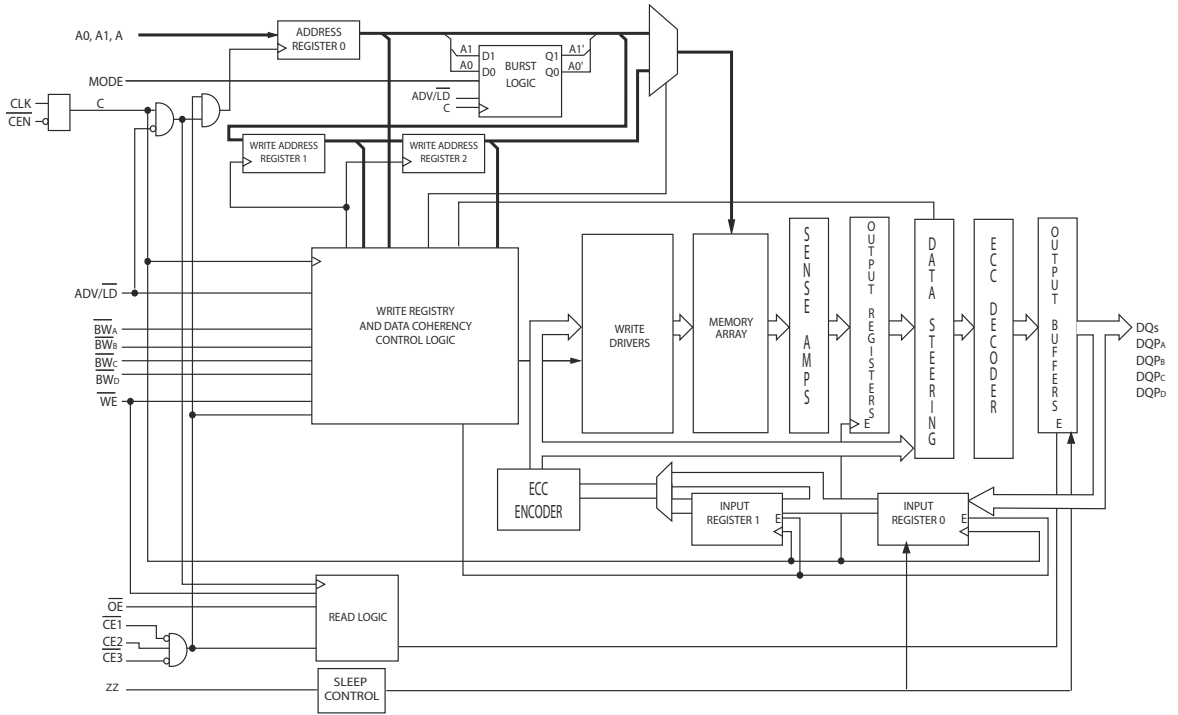 A0, A1, A
ADDRESS
REGISTER 0
MODE
A1
A0
D1
D0
BURST
LOGIC
Q1
Q0
A1'
A0'
ADV/LD
C
CLK
CEN
C
WRITE ADDRESS
REGISTER 1
WRITE ADDRESS
REGISTER 2
ADV/LD
BWA
BWB
BWC
BWD
WE
WRITE REGISTRY
AND DATA COHERENCY
CONTROL LOGIC
WRITE
DRIVERS
MEMORY
ARRAY
SENSE AMPS
OUTPUT REGISTERS
E
DATA STEERING
ECC DECODER
OUTPUT BUFFERS
E
DQs
DQPA
DQPB
DQPC
DQPD
ECC
ENCODER
INPUT
REGISTER 1
E
INPUT
REGISTER 0
E
OE
CE1
CE2
CE3
READ LOGIC
ZZ
SLEEP
CONTROL